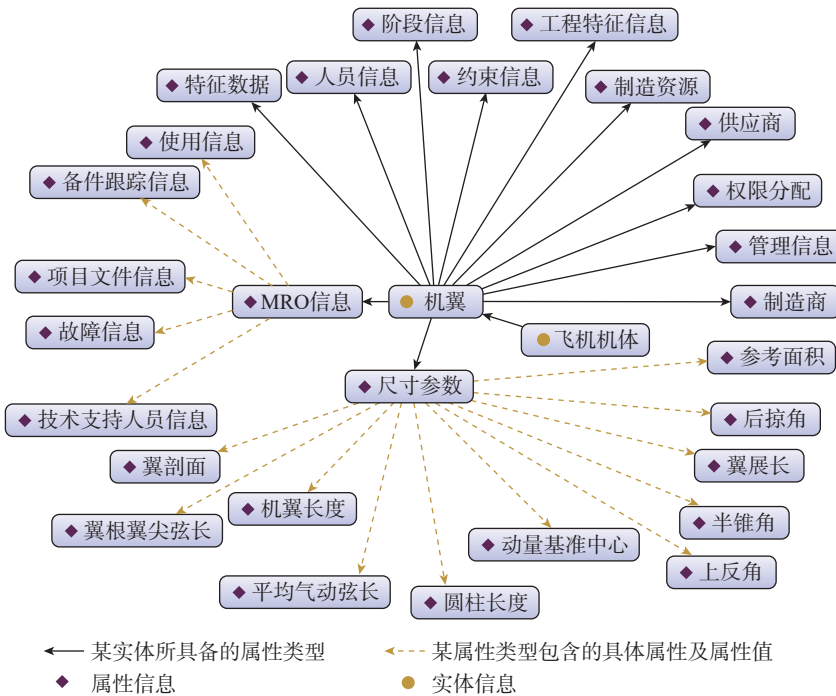 阶段信息
工程特征信息
特征数据
人员信息
约束信息
制造资源
供应商
使用信息
备件跟踪信息
权限分配
管理信息
项目文件信息
MRO信息
机翼
制造商
故障信息
飞机机体
参考面积
尺寸参数
技术支持人员信息
后掠角
翼剖面
翼展长
机翼长度
翼根翼尖弦长
半锥角
动量基准中心
上反角
平均气动弦长
圆柱长度
某实体所具备的属性类型
某属性类型包含的具体属性及属性值
属性信息
实体信息